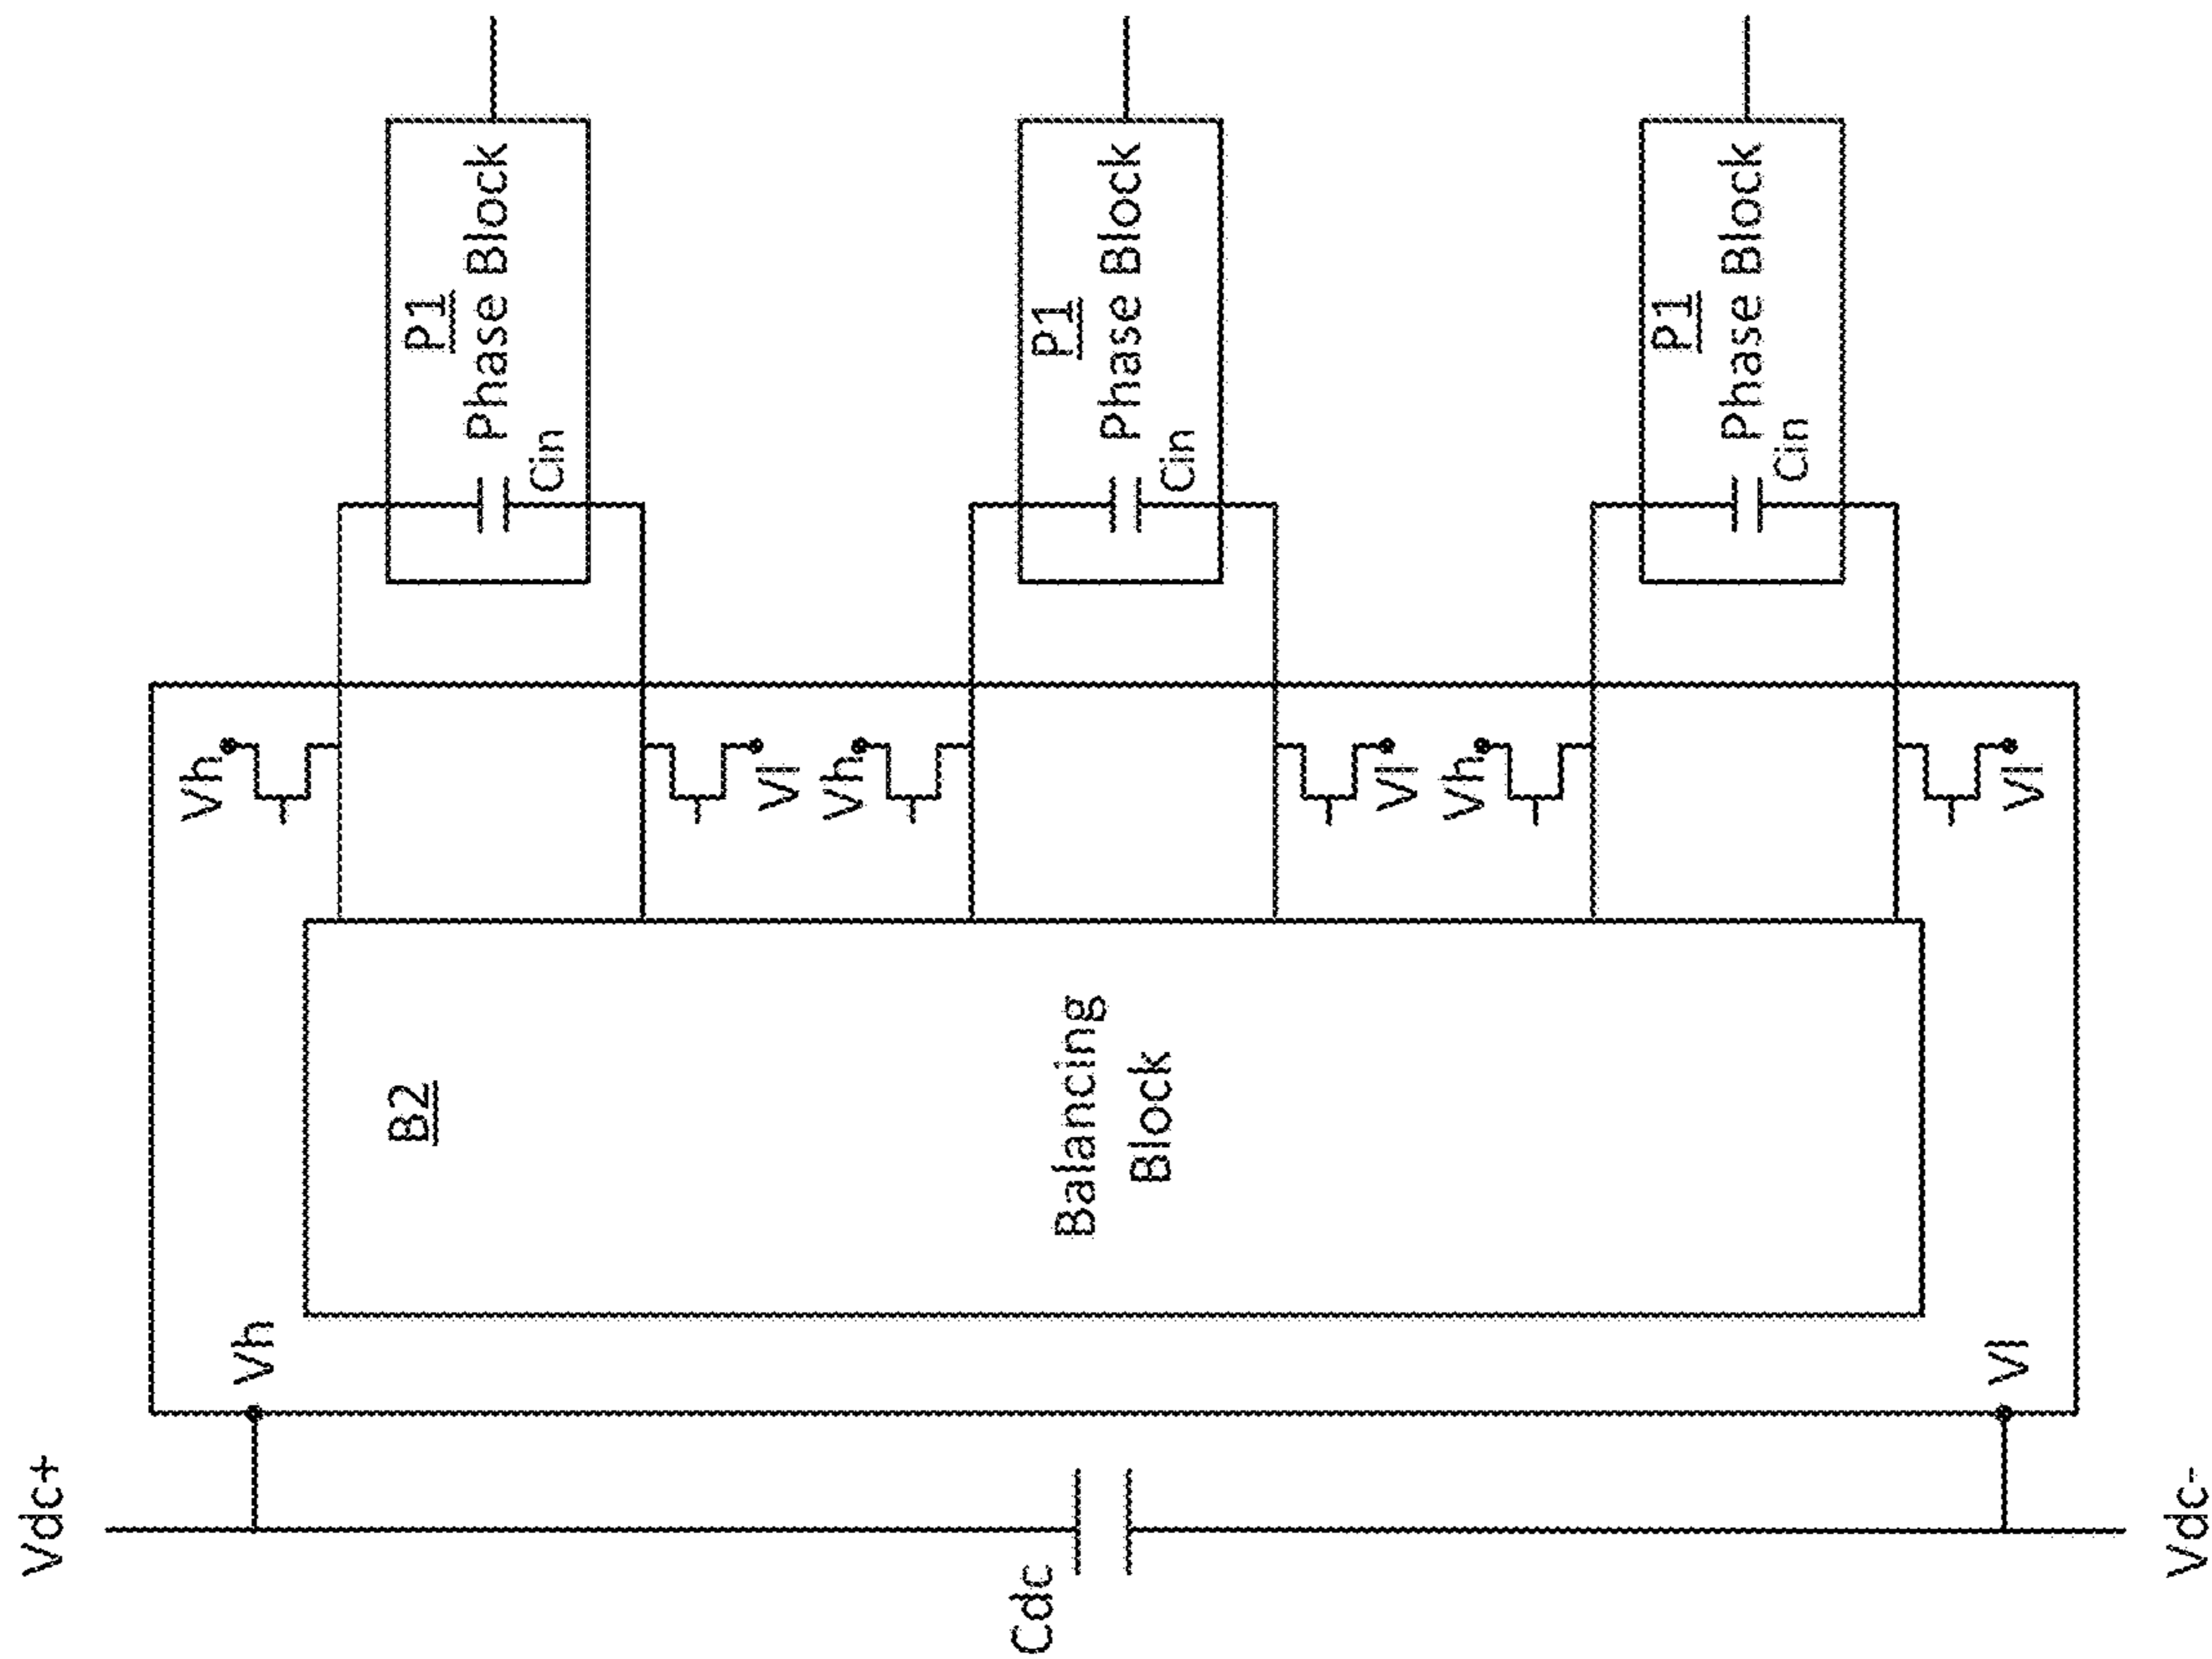 Vdc+
Cdc
Vdc-
Vh
Vl
B2
Balancing
Block
Vh
Vl
Vh
Vl
Vh
Vl
P1
Phase Block
Cin
P1
Phase Block
Cin
P1
Phase Block
Cin